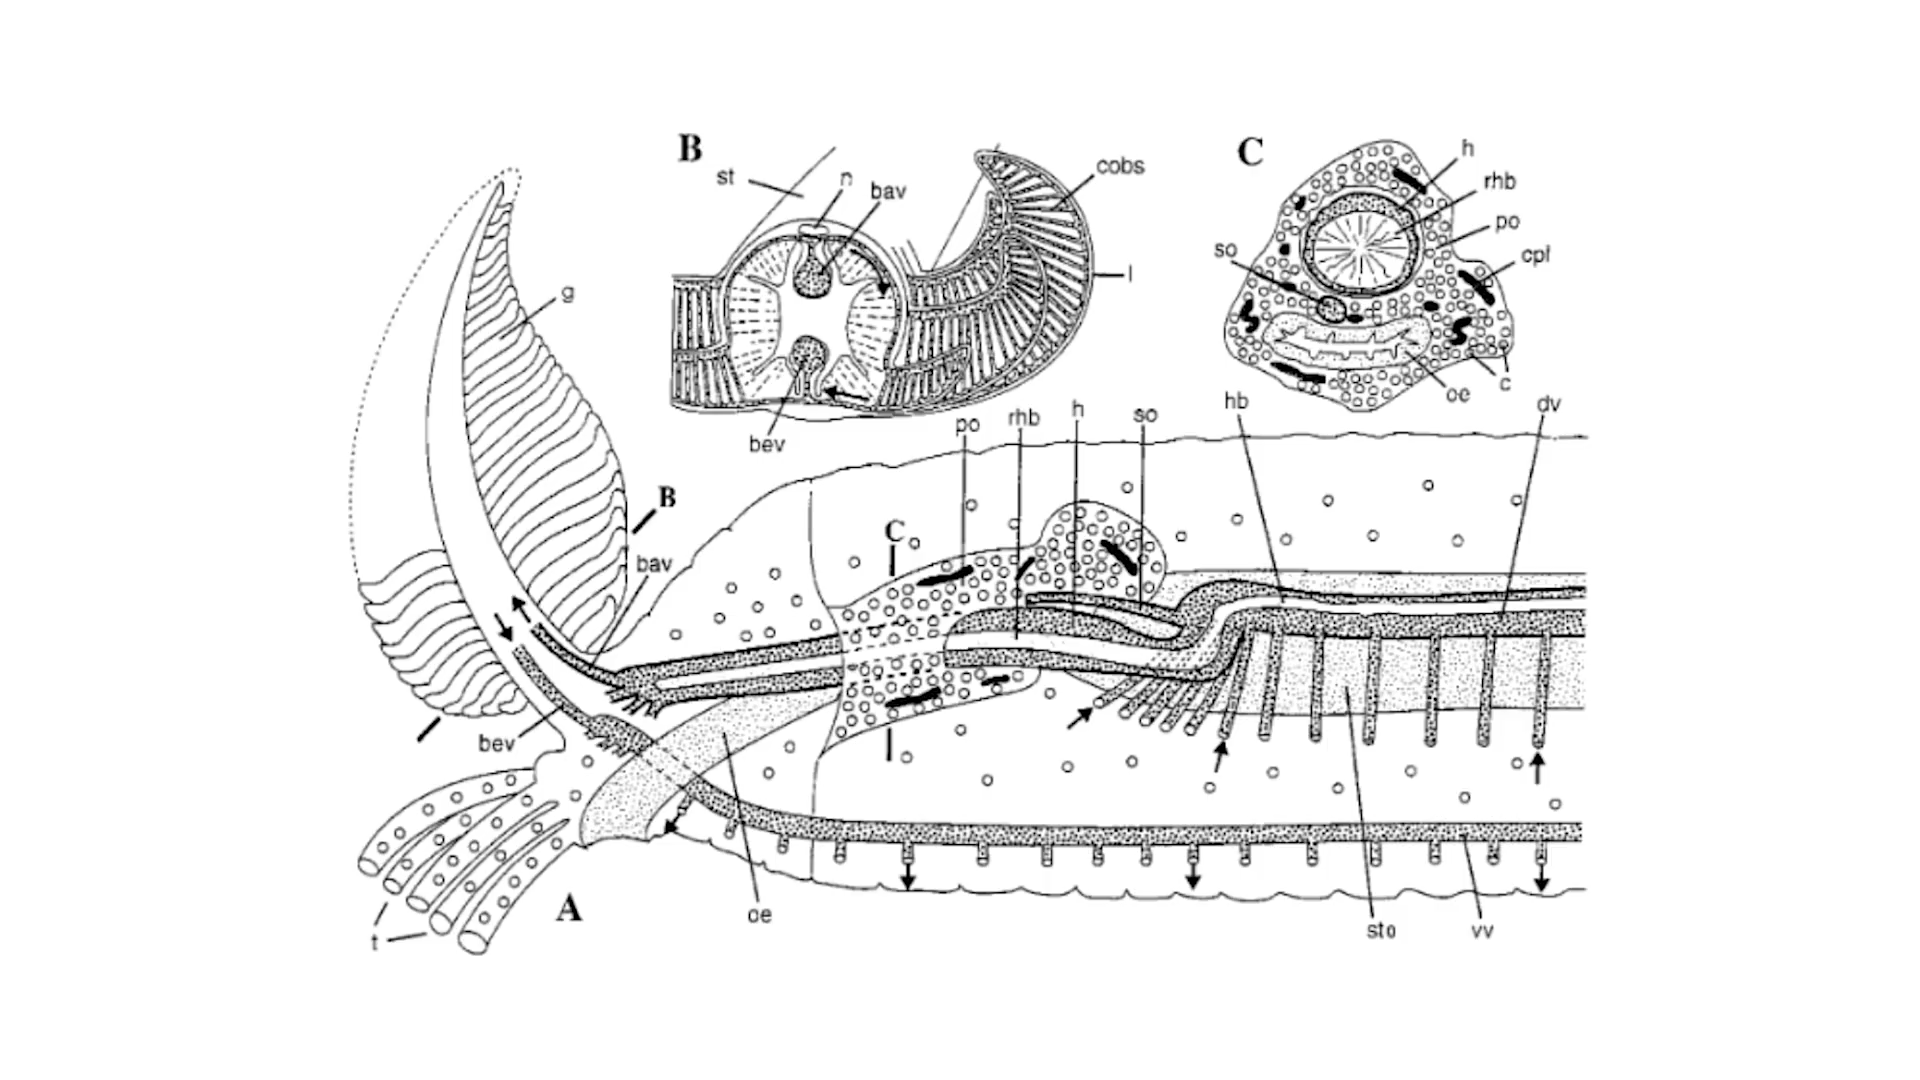 B
st
n
bav
cobs
l
bev
C
h
rhb
po
cpl
so
oe
c
g
B
bav
C
po
rhb
h
so
hb
dv
bev
t
A
oe
sto
vv